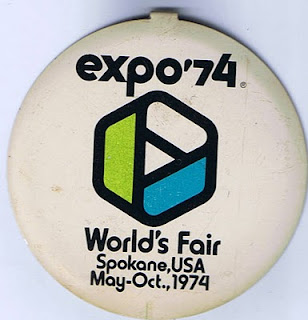 expo'74®
World's Fair
Spokane, USA
May-Oct., 1974